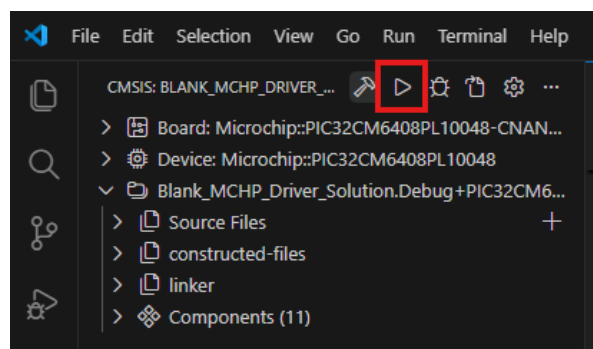 File Edit Selection View Go Run Terminal Help
CMSIS: BLANK_MCHP_DRIVER_...
Board: Microchip::PIC32CM6408PL10048-CNAN...
Device: Microchip::PIC32CM6408PL10048
Blank_MCHP_Driver_Solution.Debug+PIC32CM6...
Source Files
constructed-files
linker
Components (11)